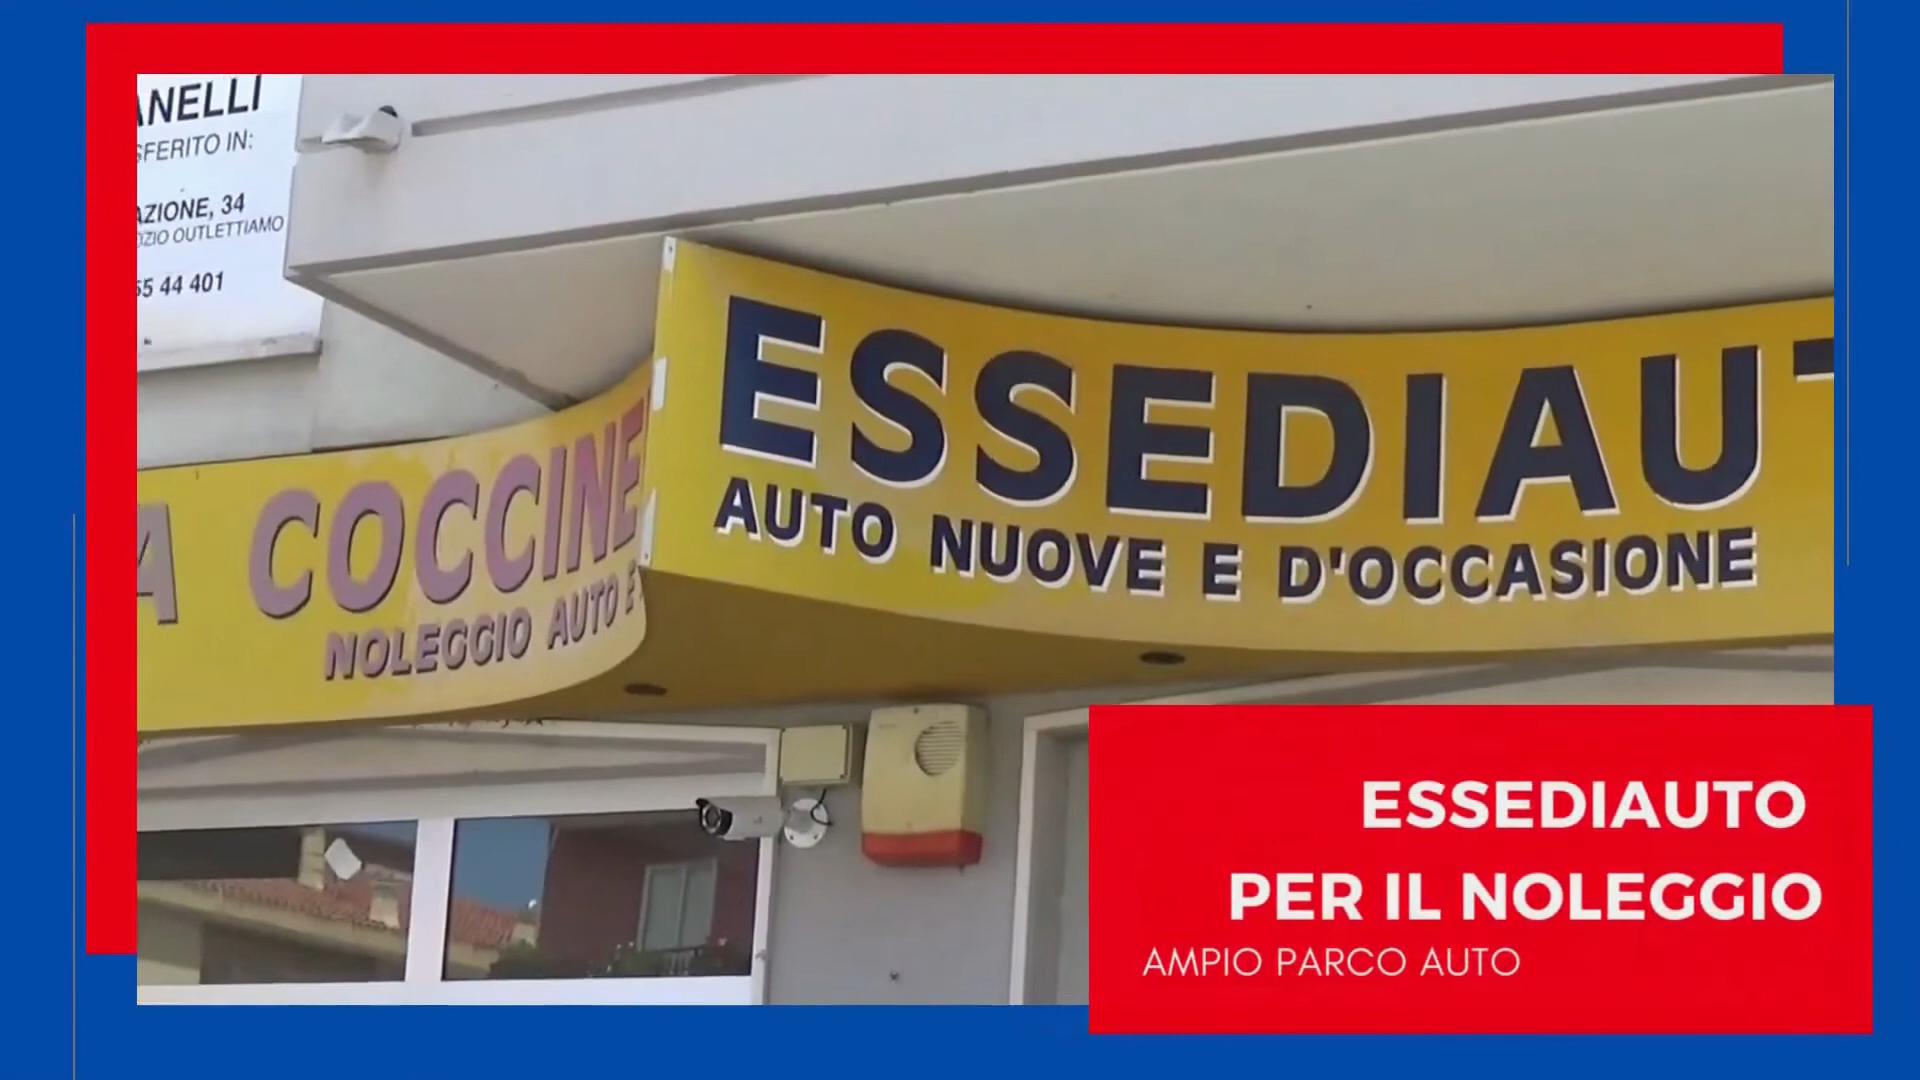 ANELLI
SFERITO IN:
AZIONE, 34
OZIO OUTLETTIAMO
55 44 401
A COCCINE
NOLEGGIO AUTO E
ESSEDIAUT
AUTO NUOVE E D'OCCASIONE
ESSEDIAUTO
PER IL NOLEGGIO
AMPIO PARCO AUTO